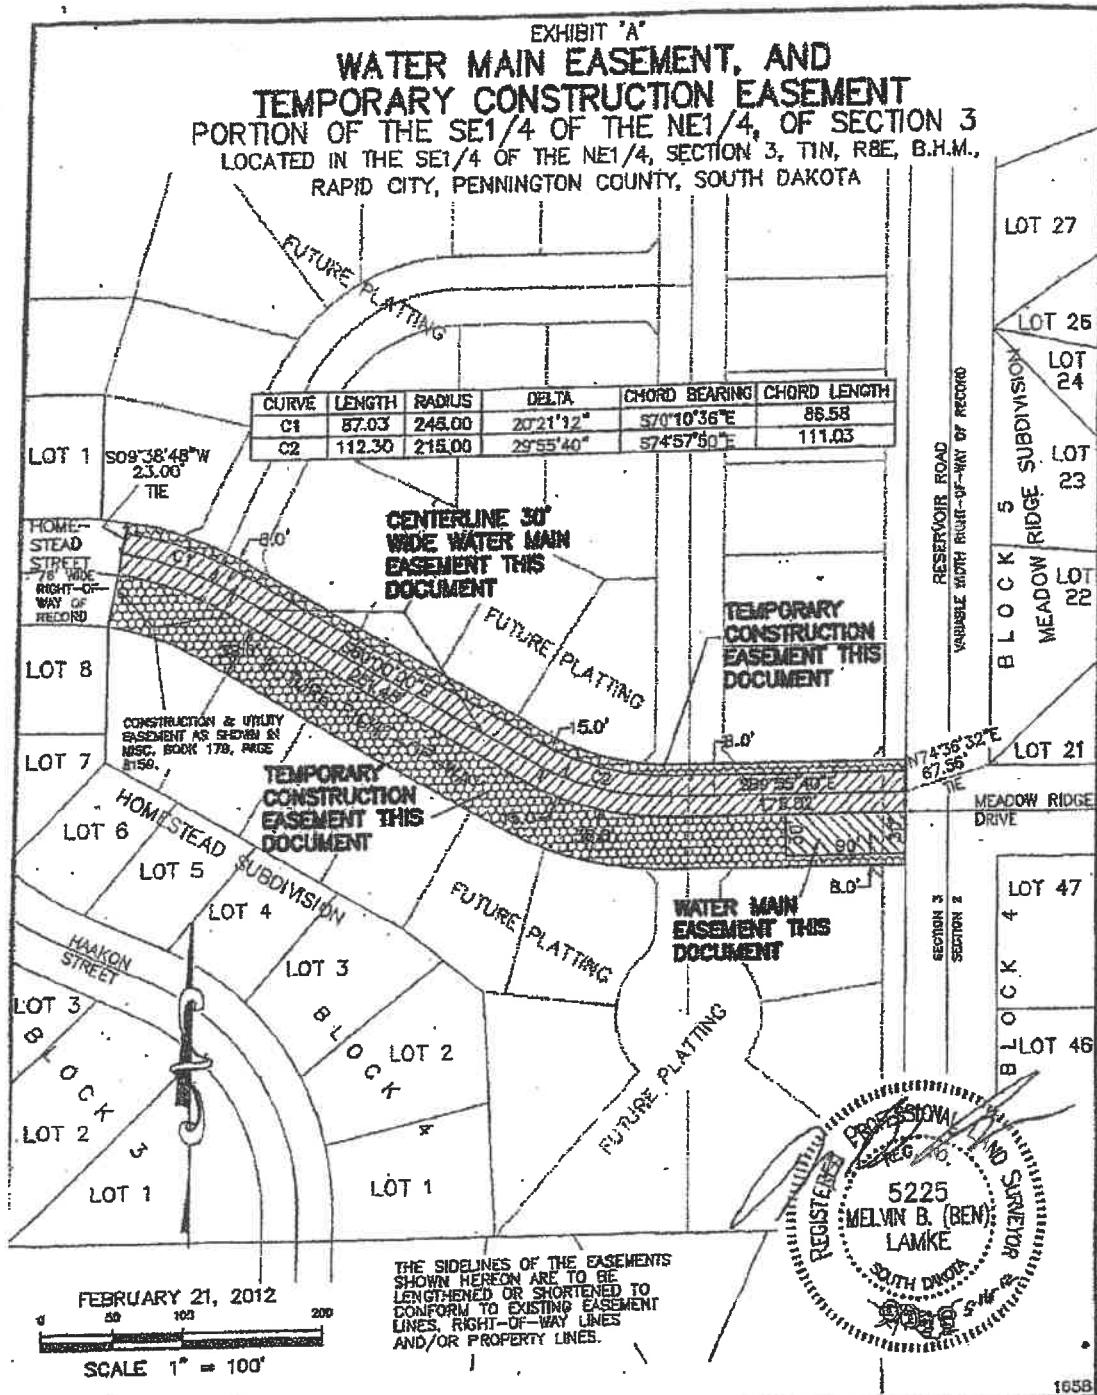 EXHIBIT "A"
WATER MAIN EASEMENT, AND
TEMPORARY CONSTRUCTION EASEMENT
PORTION OF THE SE1/4 OF THE NE1/4, OF SECTION 3
LOCATED IN THE SE1/4 OF THE NE1/4, SECTION 3, T1N, R8E, B.H.M.,
RAPID CITY, PENNINGTON COUNTY, SOUTH DAKOTA
FUTURE PLATTING
LOT 27
LOT 26
LOT
24
LOT
23
LOT
22
LOT 21
BLOCK 5
MEADOW RIDGE SUBDIVISION
RESERVOIR ROAD
VARIABLE WIDTH RIGHT-OF-WAY OF RECORD
CURVE LENGTH RADIUS DELTA CHORD BEARING CHORD LENGTH
C1 87.03 245.00 20°21'12" S70°10'36"E 86.58
C2 112.30 215.00 29°55'40" S74°57'50"E 111.03
LOT 1
S09°38'48"W
23.00'
TIE
HOME-
STEAD
STREET
76' WIDE
RIGHT-OF-
WAY OF
RECORD
C1
8.0'
CENTERLINE 30'
WIDE WATER MAIN
EASEMENT THIS
DOCUMENT
FUTURE PLATTING
TEMPORARY
CONSTRUCTION
EASEMENT THIS
DOCUMENT
LOT 8
LOT 7
CONSTRUCTION & UTILITY
EASEMENT AS SHOWN IN
MISC. BOOK 178, PAGE
15.0'
C2
8.0'
S89°55'40"E
N74°36'32"E
TIE
MEADOW RIDGE
DRIVE
TEMPORARY
CONSTRUCTION
EASEMENT THIS
DOCUMENT
90'
8.0'
WATER MAIN
EASEMENT THIS
DOCUMENT
HOMESTEAD SUBDIVISION
LOT 6
LOT 5
LOT 4
LOT 3
LOT 2
LOT 1
BLOCK 4
FUTURE PLATTING
FUTURE PLATTING
HAAKON
STREET
LOT 3
LOT 2
LOT 1
BLOCK 3
SECTION 3
SECTION 2
LOT 47
LOT 46
BLOCK 4
REGISTERED PROFESSIONAL LAND SURVEYOR
REG. NO.
5225
MELVIN B. (BEN)
LAMKE
SOUTH DAKOTA
THE SIDELINES OF THE EASEMENTS
SHOWN HEREON ARE TO BE
LENGTHENED OR SHORTENED TO
CONFORM TO EXISTING EASEMENT
LINES, RIGHT-OF-WAY LINES
AND/OR PROPERTY LINES.
FEBRUARY 21, 2012
0 50 100 200
SCALE 1" = 100'
1658